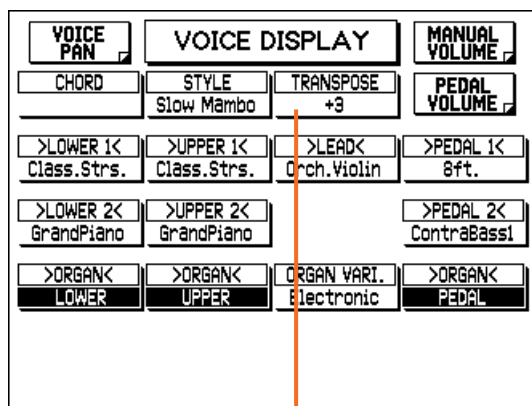 VOICE PAN
VOICE DISPLAY
MANUAL VOLUME
CHORD
STYLE
Slow Mambo
TRANSPOSE
+3
PEDAL VOLUME
>LOWER 1<
Class.Strs.
>UPPER 1<
Class.Strs.
>LEAD<
Orch.Violin
>PEDAL 1<
8ft.
>LOWER 2<
GrandPiano
>UPPER 2<
GrandPiano
>PEDAL 2<
ContraBass1
>ORGAN<
LOWER
>ORGAN<
UPPER
ORGAN VARI.
Electronic
>ORGAN<
PEDAL